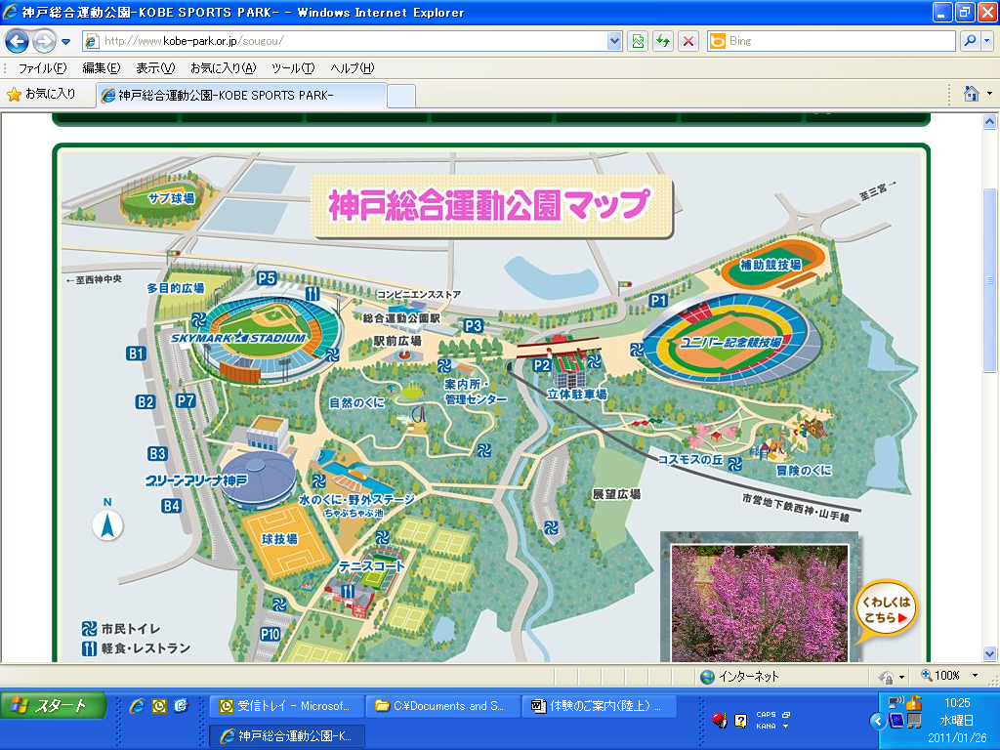 神戸総合運動公園-KOBE SPORTS PARK- - Windows Internet Explorer
http://www.kobe-park.or.jp/sougou/
Bing
ファイル(F) 編集(E) 表示(V) お気に入り(A) ツール(T) ヘルプ(H)
お気に入り
神戸総合運動公園-KOBE SPORTS PARK-
神戸総合運動公園マップ
サブ球場
至三宮→
←至西神中央
補助競技場
多目的広場
P5
コンビニエンスストア
P1
総合運動公園駅
P3
SKYMARK STADIUM
駅前広場
ユニバー記念競技場
B1
P2
案内所・
管理センター
立体駐車場
B2
P7
自然のくに
B3
コスモスの丘
冒険のくに
グリーンアリーナ神戸
展望広場
水のくに・野外ステージ
ちゃぷちゃぷ池
市営地下鉄西神・山手線
B4
N
球技場
テニスコート
くわしくは
こちら
P10
市民トイレ
軽食・レストラン
インターネット
100%
スタート
受信トレイ - Microsof...
C:¥Documents and S...
体験のご案内(陸上) ...
神戸総合運動公園-K...
CAPS
KANA
10:25
水曜日
2011/01/26